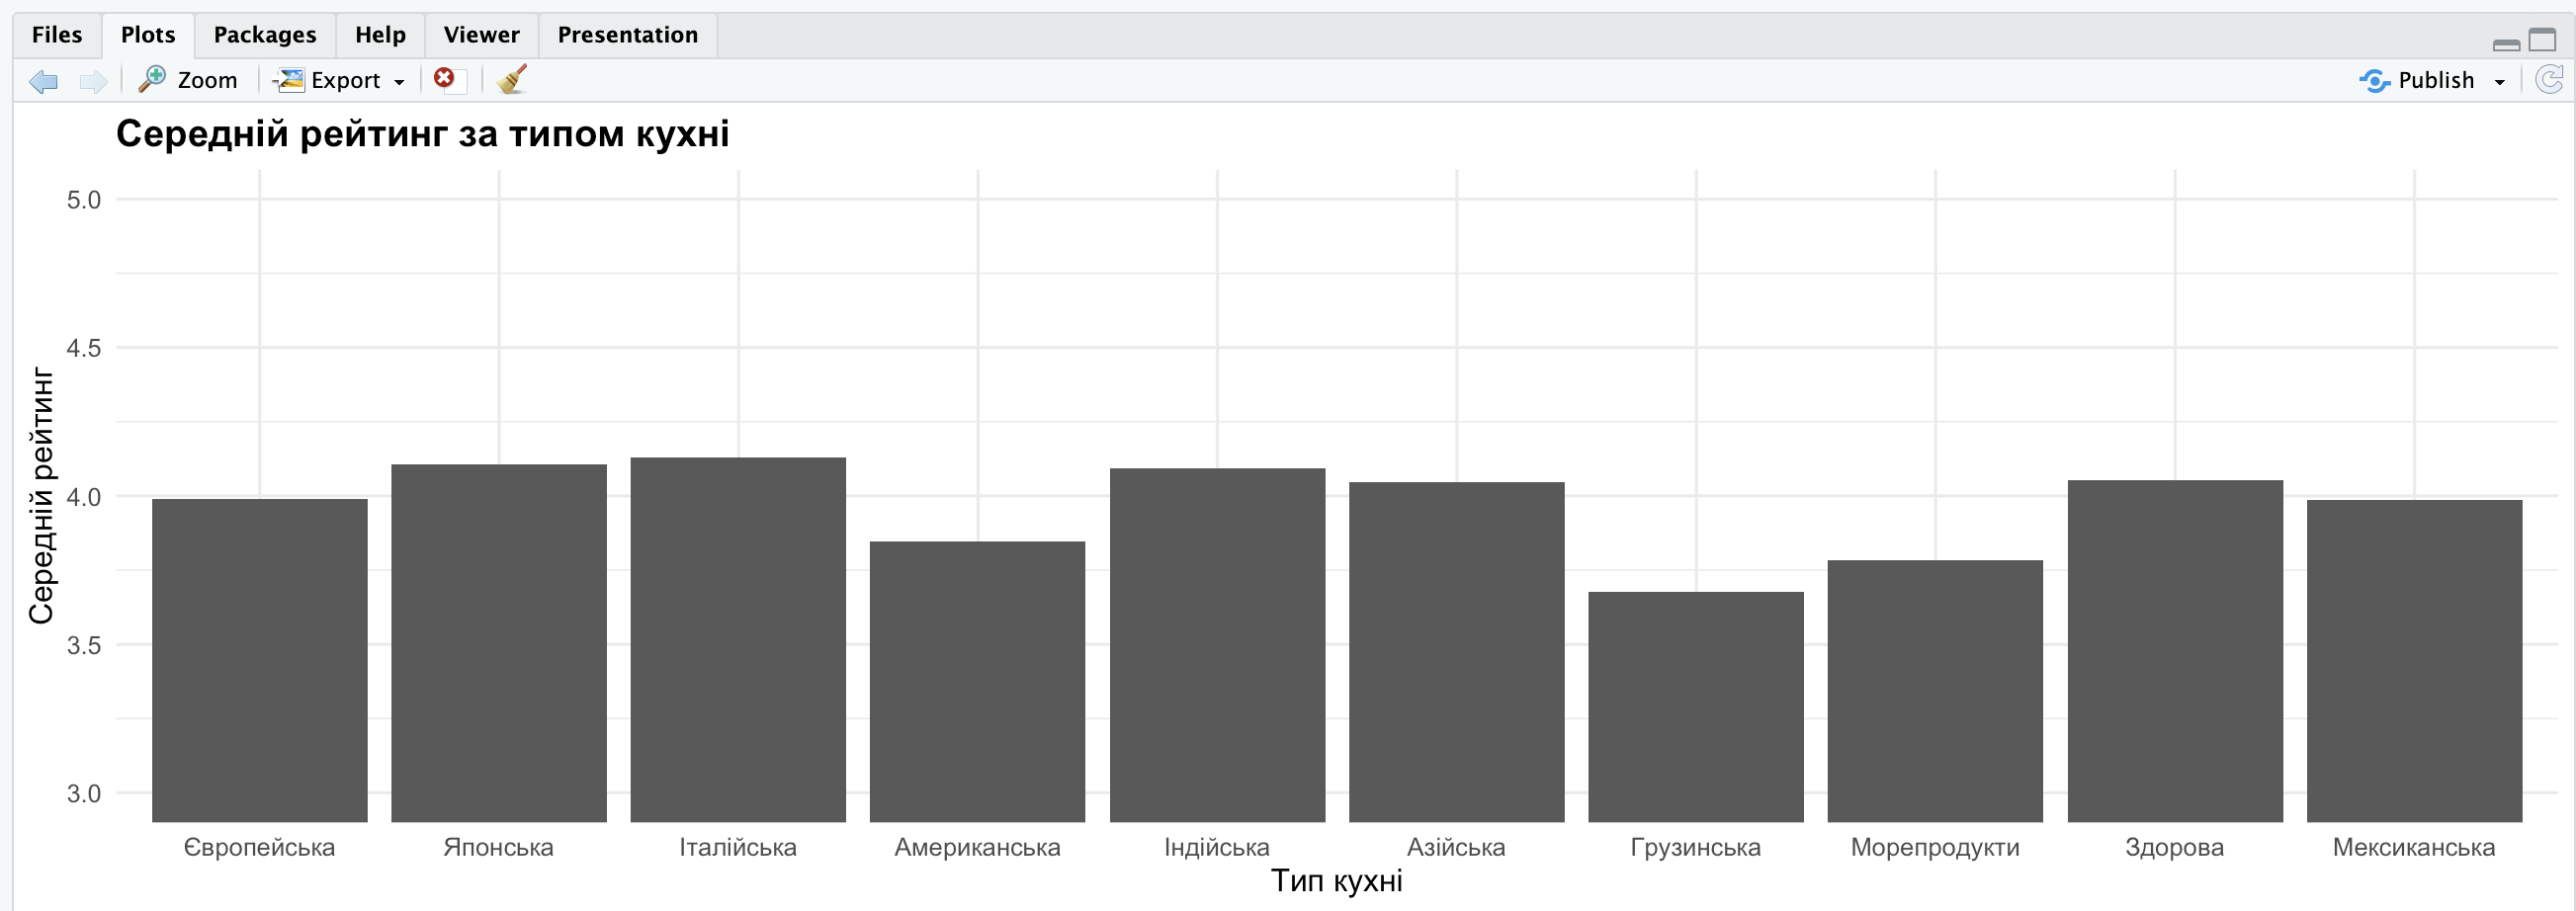 Files Plots Packages Help Viewer Presentation
Zoom Export Publish
Середній рейтинг за типом кухні
5.0
4.5
4.0
3.5
3.0
Середній рейтинг
Європейська Японська Італійська Американська Індійська Азійська Грузинська Морепродукти Здорова Мексиканська
Тип кухні